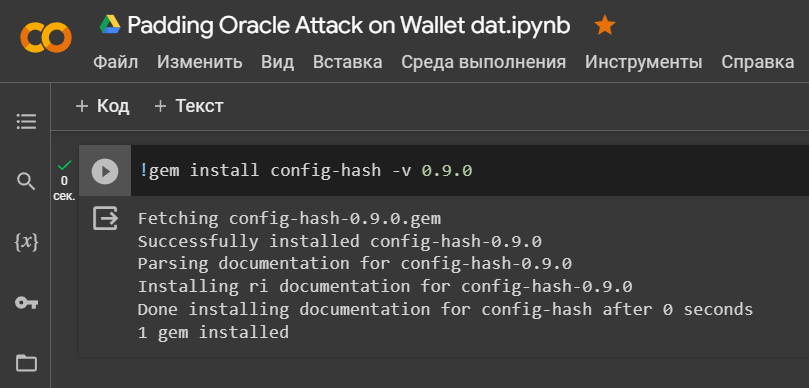 Padding Oracle Attack on Wallet dat.ipynb
Файл Изменить Вид Вставка Среда выполнения Инструменты Справка
+ Код + Текст
!gem install config-hash -v 0.9.0
0
сек.
Fetching config-hash-0.9.0.gem
Successfully installed config-hash-0.9.0
Parsing documentation for config-hash-0.9.0
Installing ri documentation for config-hash-0.9.0
Done installing documentation for config-hash after 0 seconds
1 gem installed
{x}